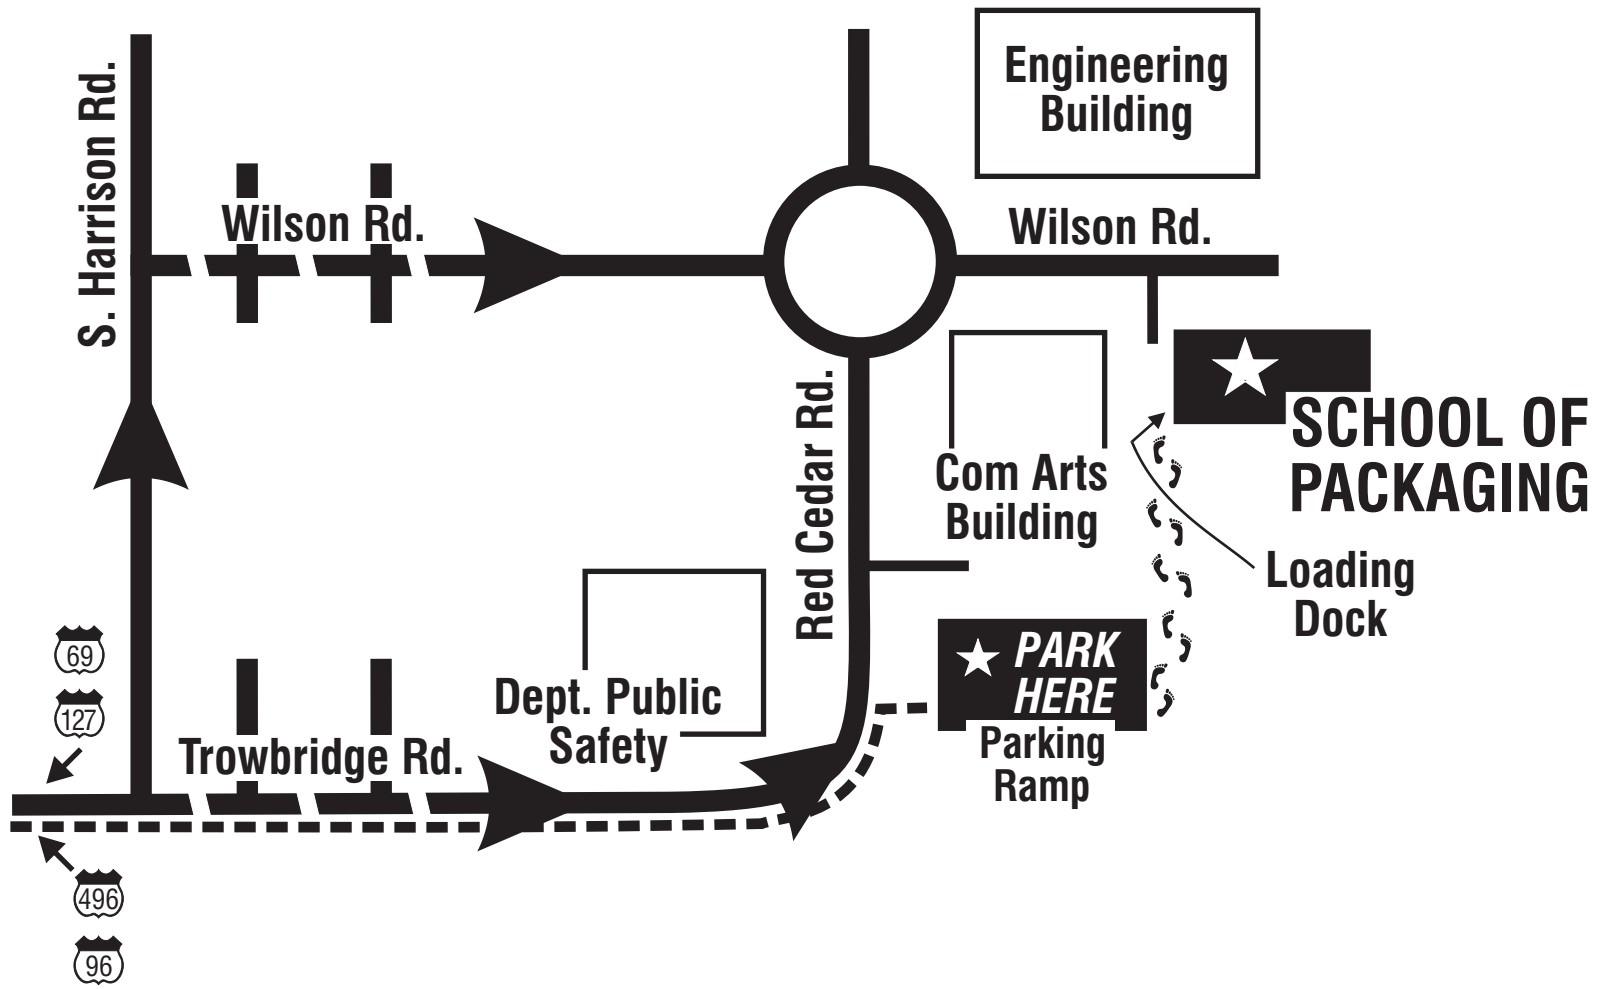 Engineering
Building
S. Harrison Rd.
Wilson Rd.
Wilson Rd.
Red Cedar Rd.
SCHOOL OF
PACKAGING
Com Arts
Building
Loading
Dock
69
127
PARK
HERE
Parking
Ramp
Dept. Public
Safety
Trowbridge Rd.
496
96